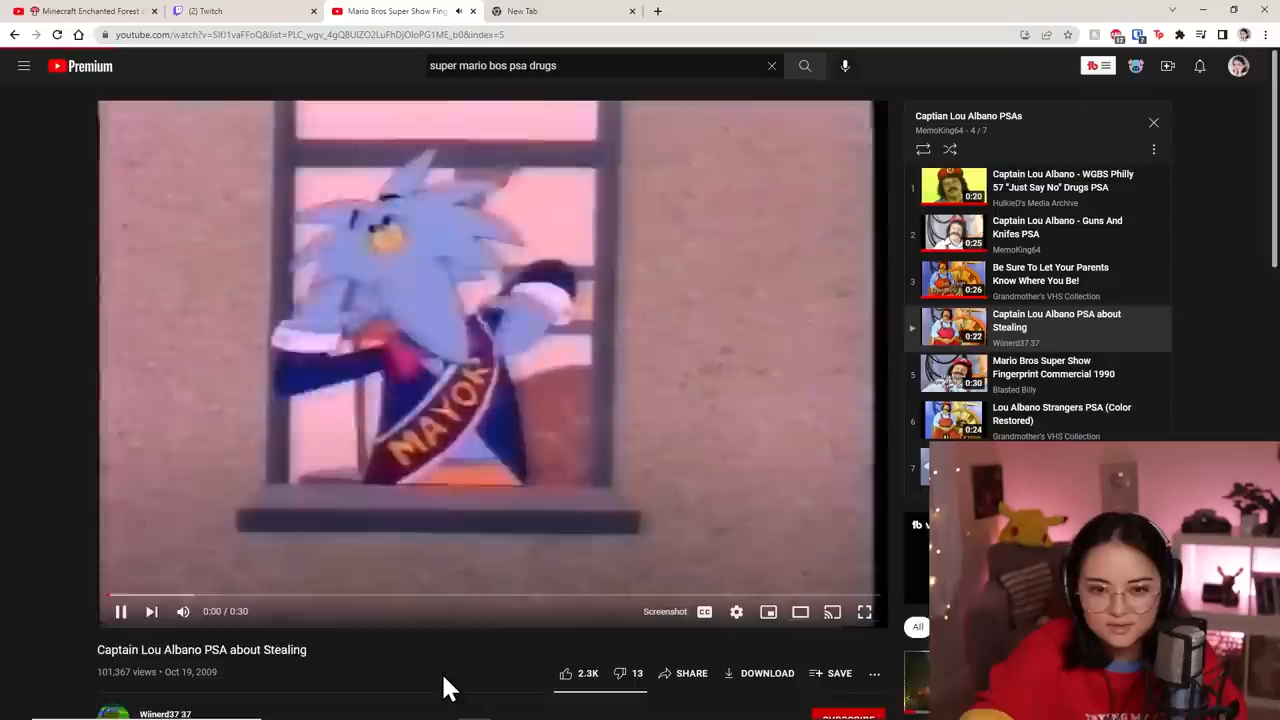 Minecraft Enchanted Forest
(2) Twitch
Mario Bros Super Show Fing
New Tab
youtube.com/watch?v=SlfJ1vaFFoQ&list=PLC_wgv_4gQ8UIZO2LuFhDjOIoPG1ME_b0&index=5
Premium
super mario bos psa drugs
MAYOR
0:00 / 0:30
Screenshot
Captain Lou Albano PSA about Stealing
101,367 views • Oct 19, 2009
2.3K
13
SHARE
DOWNLOAD
SAVE
Wiinerd37 37
SUBSCRIBE
Captian Lou Albano PSAs
MemoKing64 - 4 / 7
1
0:20
Captain Lou Albano - WGBS Philly
57 "Just Say No" Drugs PSA
HulkieD's Media Archive
2
0:25
Captain Lou Albano - Guns And
Knifes PSA
MemoKing64
3
0:26
Be Sure To Let Your Parents
Know Where You Be!
Grandmother's VHS Collection
0:22
Captain Lou Albano PSA about
Stealing
Wiinerd37 37
5
0:30
Mario Bros Super Show
Fingerprint Commercial 1990
Blasted Billy
6
0:24
Lou Albano Strangers PSA (Color
Restored)
Grandmother's VHS Collection
7
All